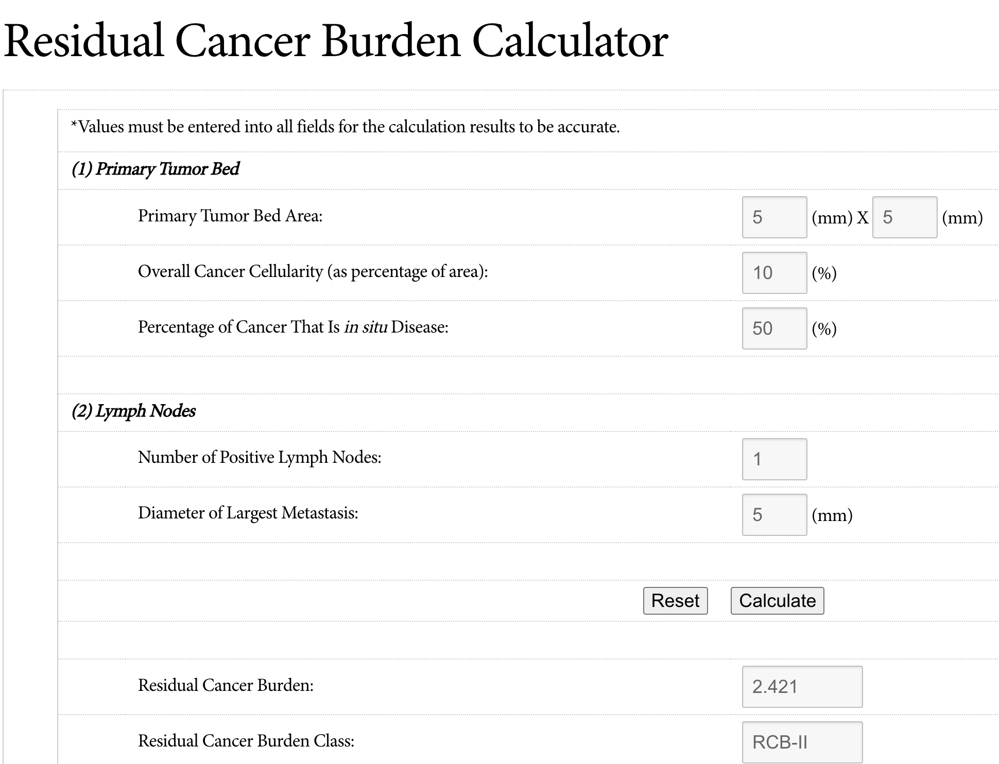 Residual Cancer Burden Calculator
*Values must be entered into all fields for the calculation results to be accurate.
(1) Primary Tumor Bed
Primary Tumor Bed Area: 5 (mm) X 5 (mm)
Overall Cancer Cellularity (as percentage of area): 10 (%)
Percentage of Cancer That Is in situ Disease: 50 (%)
(2) Lymph Nodes
Number of Positive Lymph Nodes: 1
Diameter of Largest Metastasis: 5 (mm)
Reset Calculate
Residual Cancer Burden: 2.421
Residual Cancer Burden Class: RCB-II